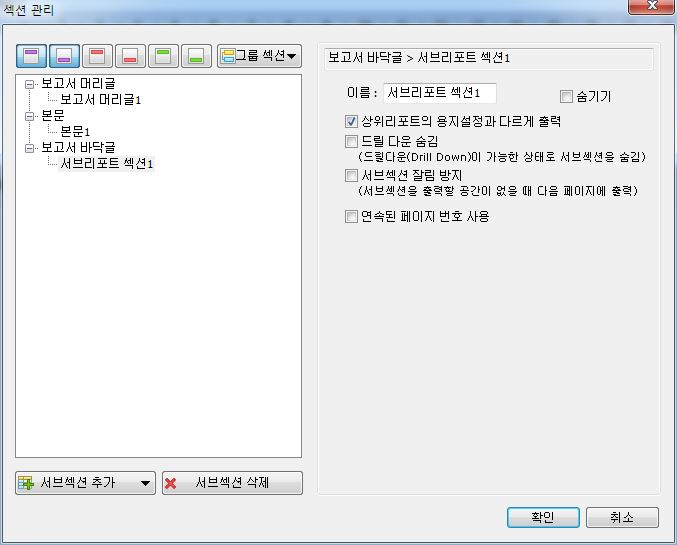 섹션 관리
그룹 섹션
보고서 머리글
보고서 머리글1
본문
본문1
보고서 바닥글
서브리포트 섹션1
서브섹션 추가
서브섹션 삭제
보고서 바닥글 > 서브리포트 섹션1
이름 : 서브리포트 섹션1
숨기기
상위리포트의 용지설정과 다르게 출력
드릴 다운 숨김
(드릴다운(Drill Down)이 가능한 상태로 서브섹션을 숨김)
서브섹션 잘림 방지
(서브섹션을 출력할 공간이 없을 때 다음 페이지에 출력)
연속된 페이지 번호 사용
확인
취소